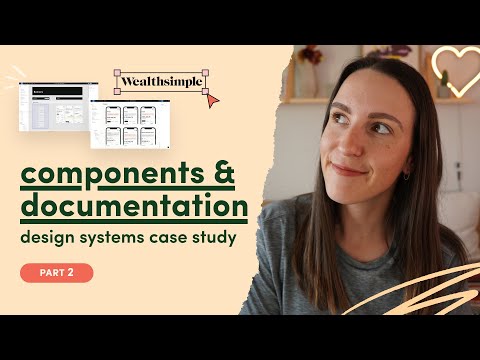 Wealthsimple
components &
documentation
design systems case study
PART 2